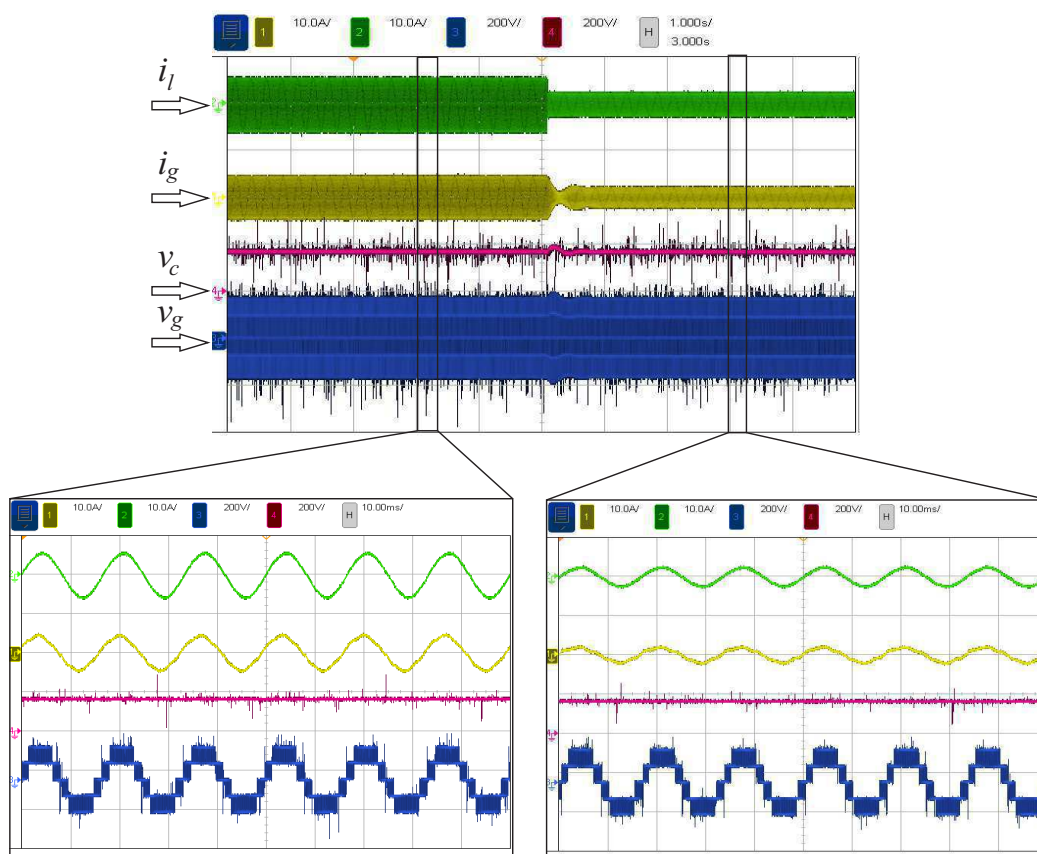 1 10.0A/ 2 10.0A/ 3 200V/ 4 200V/ H 1.000s/
3.000s
i_l
i_g
v_c
v_g
1 10.0A/ 2 10.0A/ 3 200V/ 4 200V/ H 10.00ms/
1 10.0A/ 2 10.0A/ 3 200V/ 4 200V/ H 10.00ms/